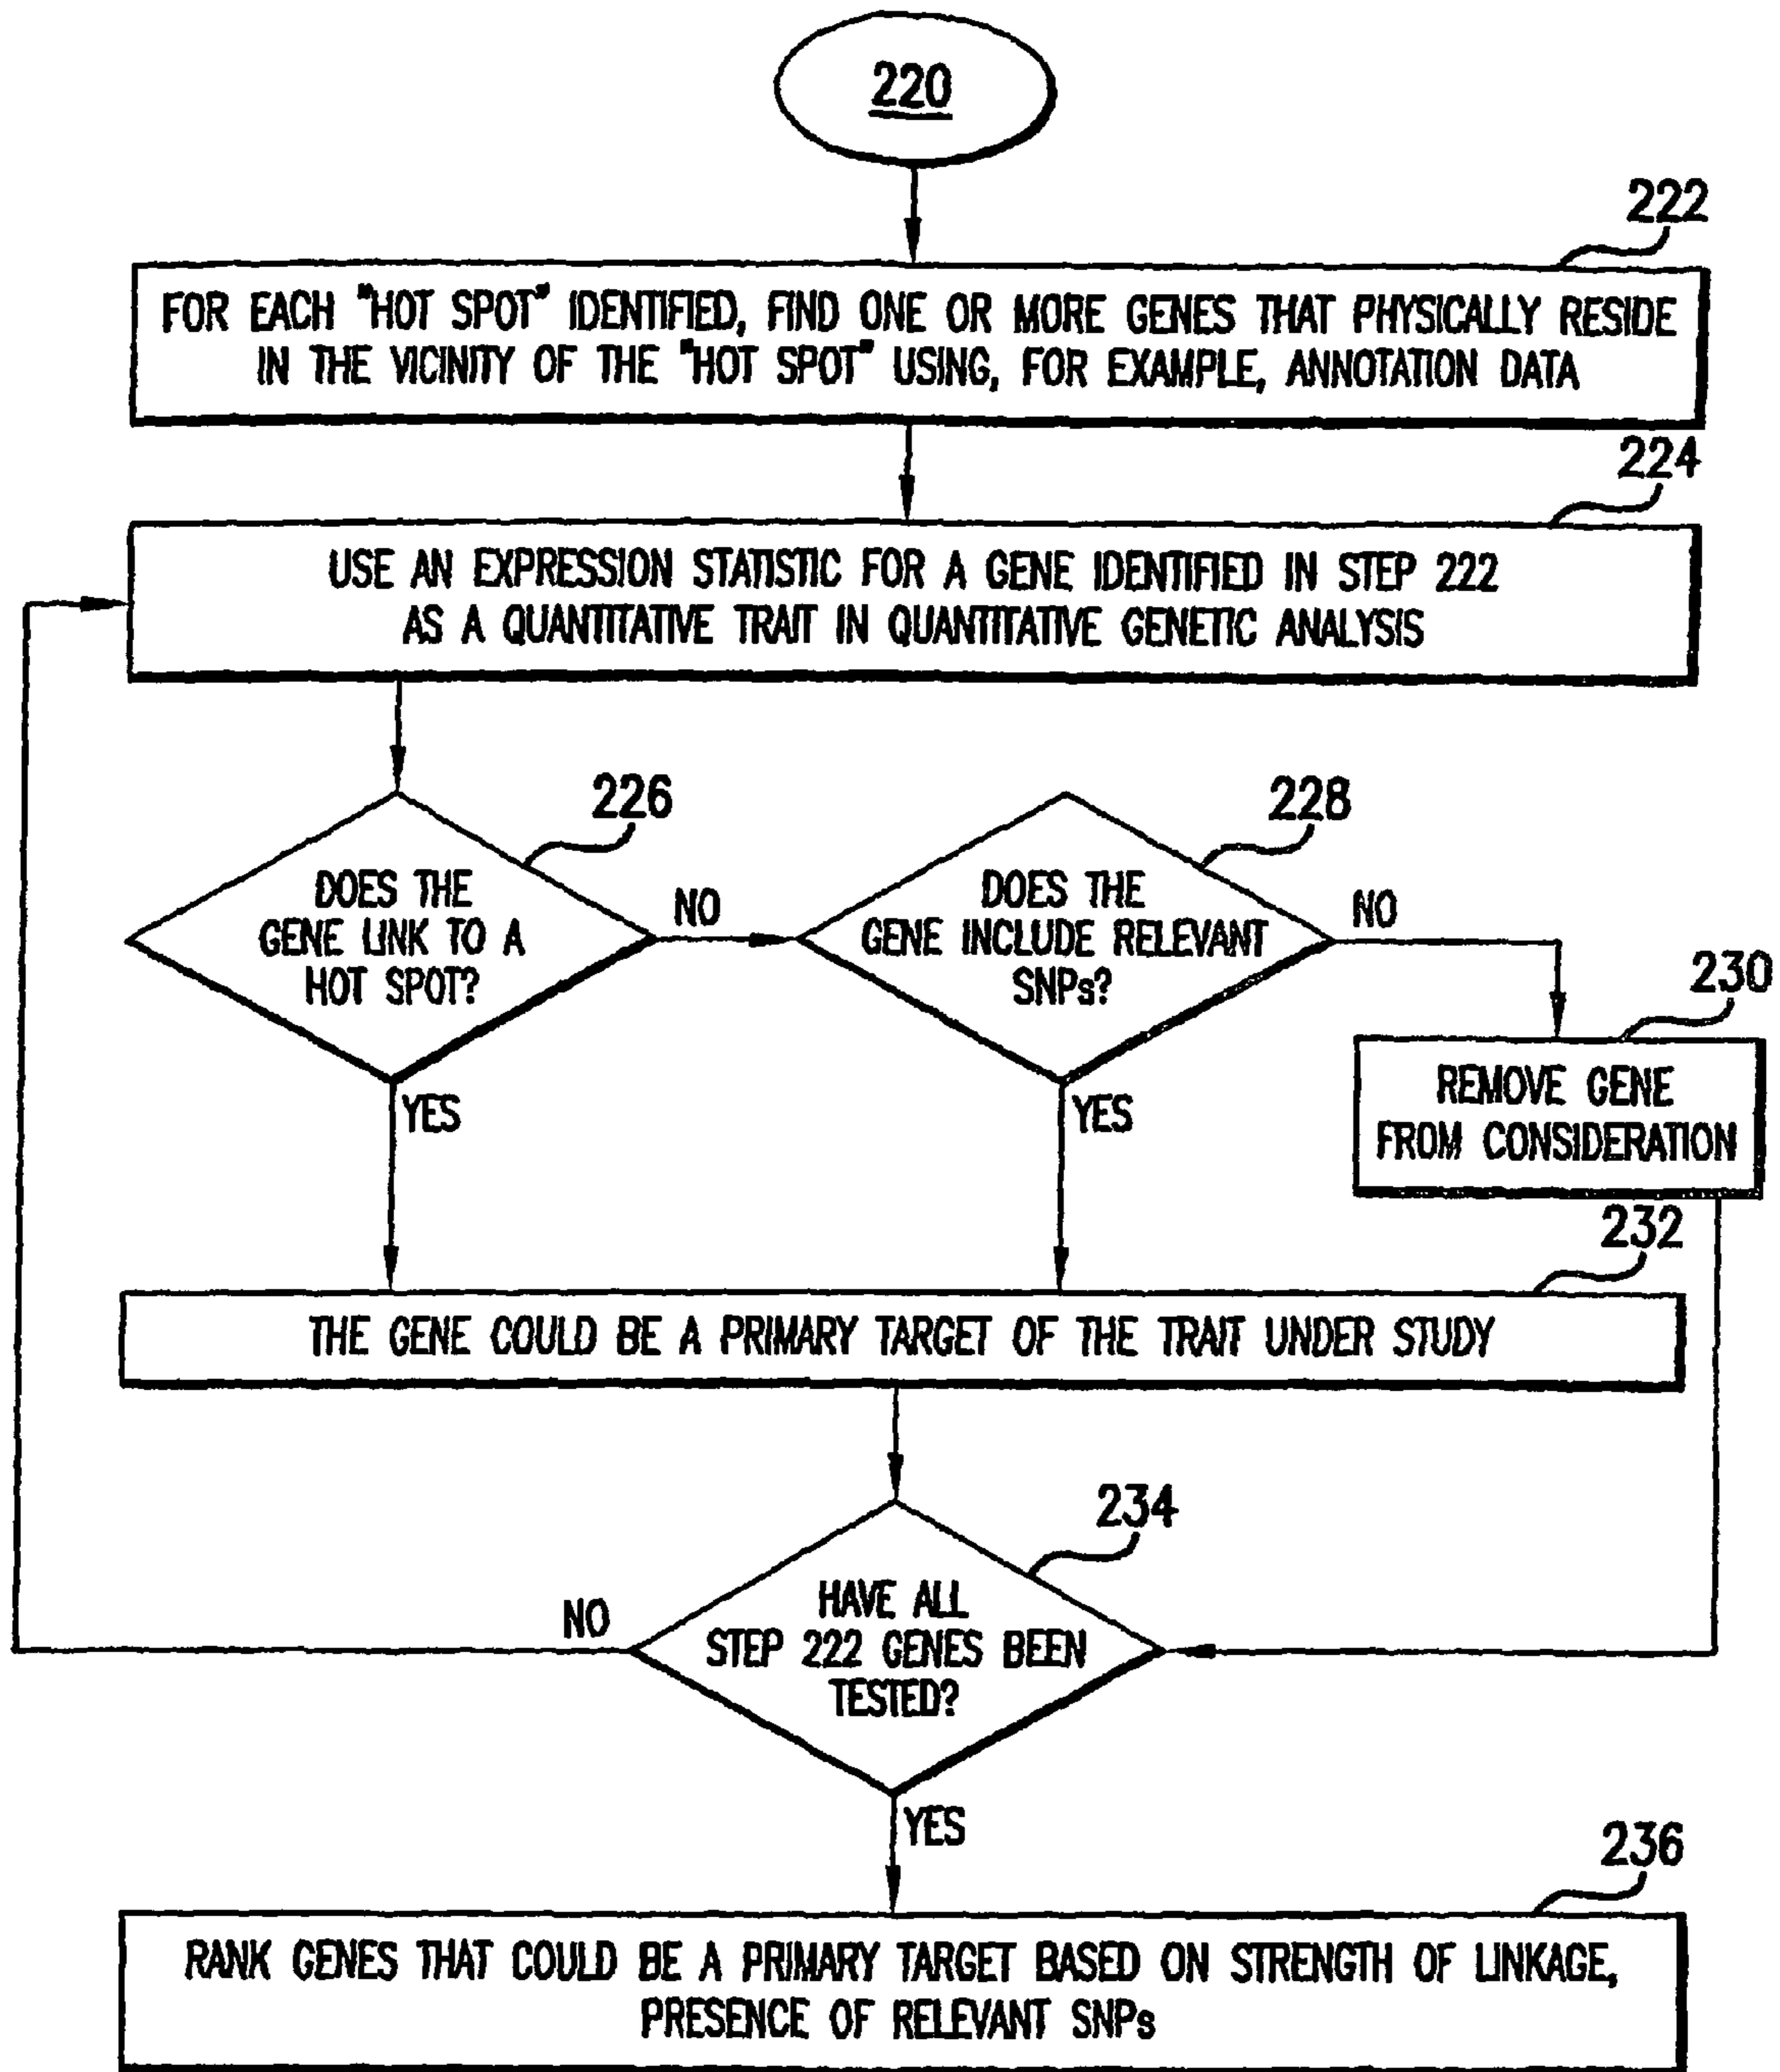 220
222
FOR EACH "HOT SPOT" IDENTIFIED, FIND ONE OR MORE GENES THAT PHYSICALLY RESIDE
IN THE VICINITY OF THE "HOT SPOT" USING, FOR EXAMPLE, ANNOTATION DATA
224
USE AN EXPRESSION STATISTIC FOR A GENE IDENTIFIED IN STEP 222
AS A QUANTITATIVE TRAIT IN QUANTITATIVE GENETIC ANALYSIS
226
DOES THE
GENE LINK TO A
HOT SPOT?
NO
YES
228
DOES THE
GENE INCLUDE RELEVANT
SNPs?
NO
YES
230
REMOVE GENE
FROM CONSIDERATION
232
THE GENE COULD BE A PRIMARY TARGET OF THE TRAIT UNDER STUDY
234
HAVE ALL
STEP 222 GENES BEEN
TESTED?
NO
YES
236
RANK GENES THAT COULD BE A PRIMARY TARGET BASED ON STRENGTH OF LINKAGE,
PRESENCE OF RELEVANT SNPs